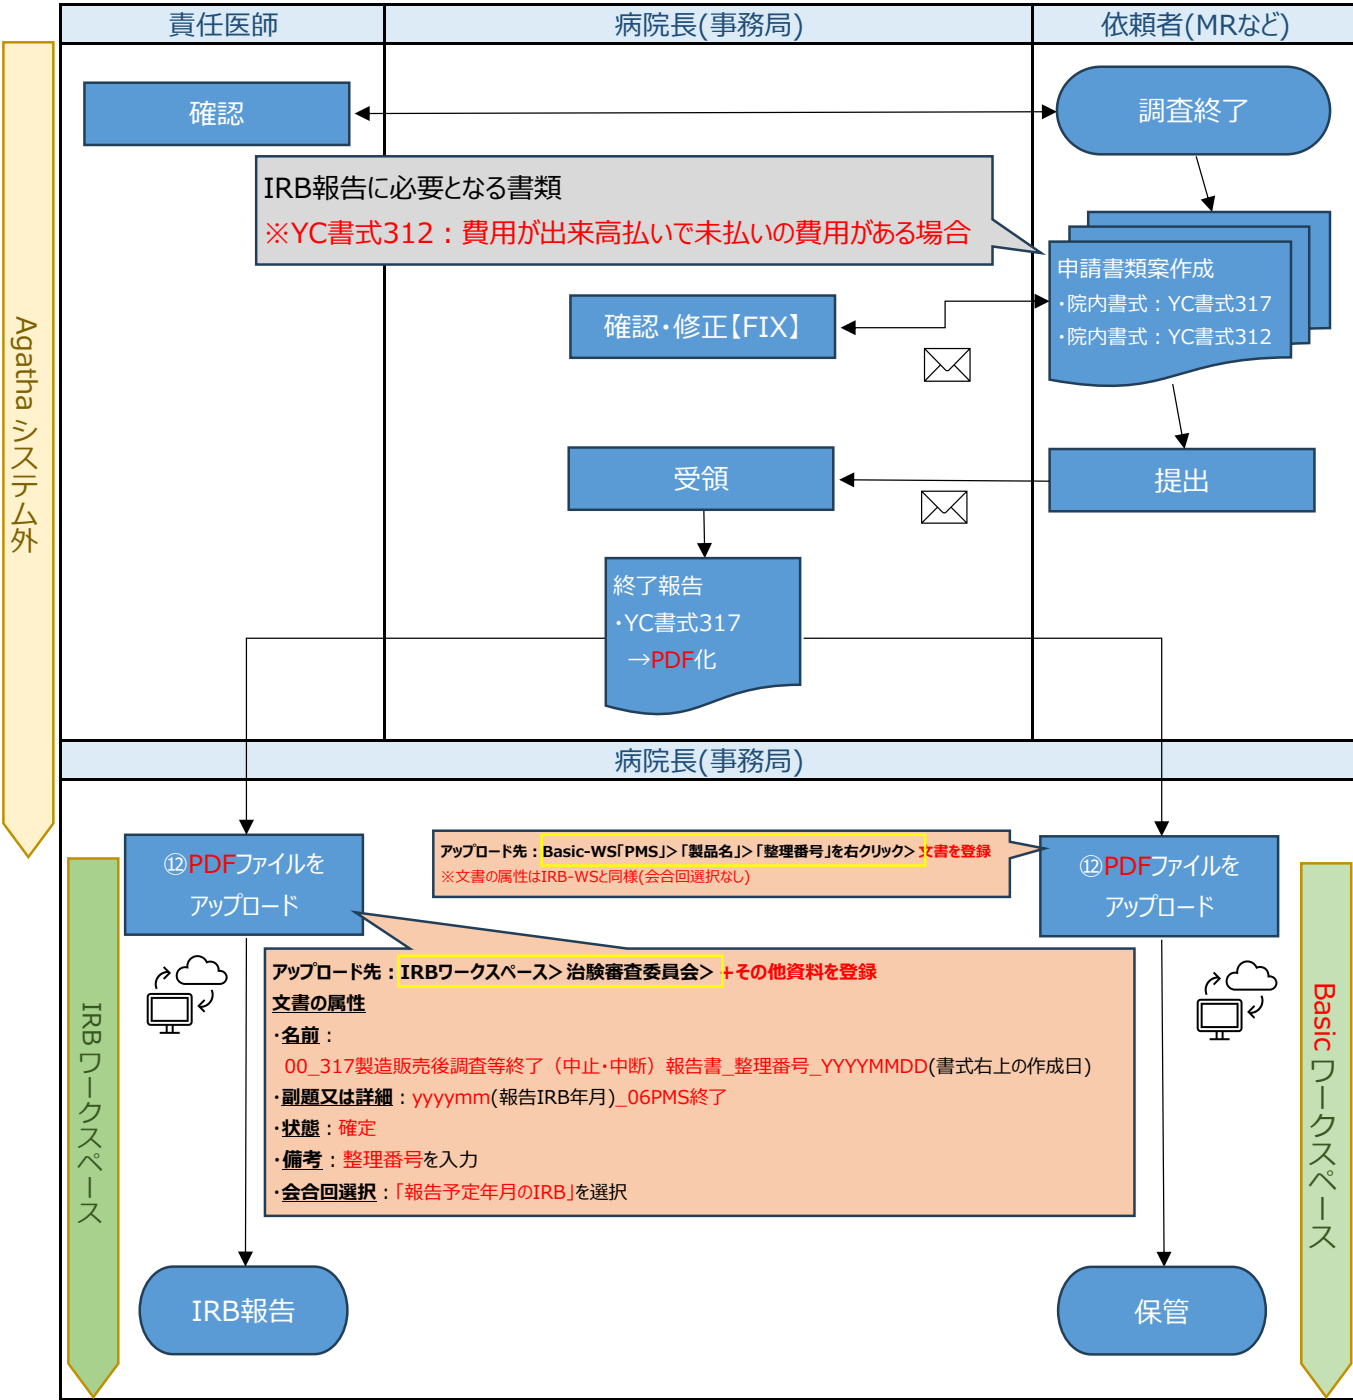 責任医師
病院長(事務局)
依頼者(MRなど)
Agatha システム外
確認
調査終了
IRB報告に必要となる書類
※YC書式312：費用が出来高払いで未払いの費用がある場合
申請書類案作成
・院内書式：YC書式317
・院内書式：YC書式312
確認・修正【FIX】
受領
提出
終了報告
・YC書式317
→PDF化
病院長(事務局)
⑫PDFファイルを
アップロード
アップロード先：Basic-WS「PMS」>「製品名」>「整理番号」を右クリック> 文書を登録
※文書の属性はIRB-WSと同様(会合回選択なし)
⑫PDFファイルを
アップロード
アップロード先：IRBワークスペース> 治験審査委員会> +その他資料を登録
文書の属性
・名前：
00_317製造販売後調査等終了（中止・中断）報告書_整理番号_YYYYMMDD(書式右上の作成日)
・副題又は詳細：yyyymm(報告IRB年月)_06PMS終了
・状態：確定
・備考：整理番号を入力
・会合回選択：「報告予定年月のIRB」を選択
IRBワークスペース
Basicワークスペース
IRB報告
保管